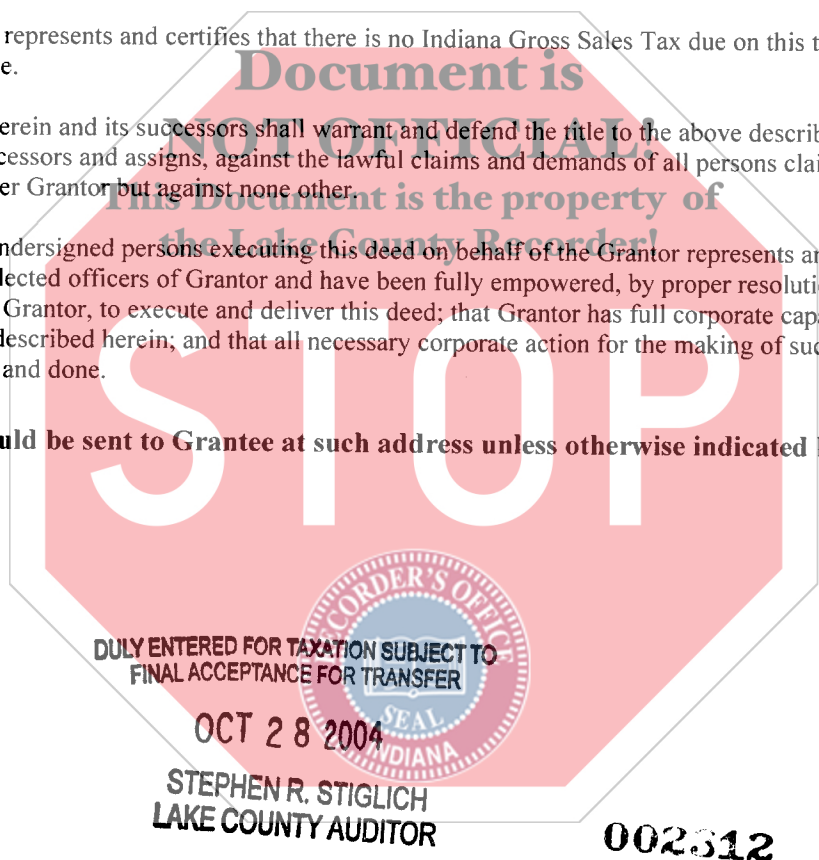 represents and certifies that there is no Indiana Gross Sales Tax due on this t
e.
Document is
erein and its successors shall warrant and defend the title to the above describ
NOT OFFICIAL!
cessors and assigns, against the lawful claims and demands of all persons clai
er Grantor but against none other.
This Document is the property of
the Lake County Recorder!
ndersigned persons executing this deed on behalf of the Grantor represents a
lected officers of Grantor and have been fully empowered, by proper resoluti
Grantor, to execute and deliver this deed; that Grantor has full corporate cap
described herein; and that all necessary corporate action for the making of suc
and done.
STOP
uld be sent to Grantee at such address unless otherwise indicated
RECORDER'S OFFICE
SEAL
INDIANA
DULY ENTERED FOR TAXATION SUBJECT TO
FINAL ACCEPTANCE FOR TRANSFER
OCT 28 2004
STEPHEN R. STIGLICH
LAKE COUNTY AUDITOR